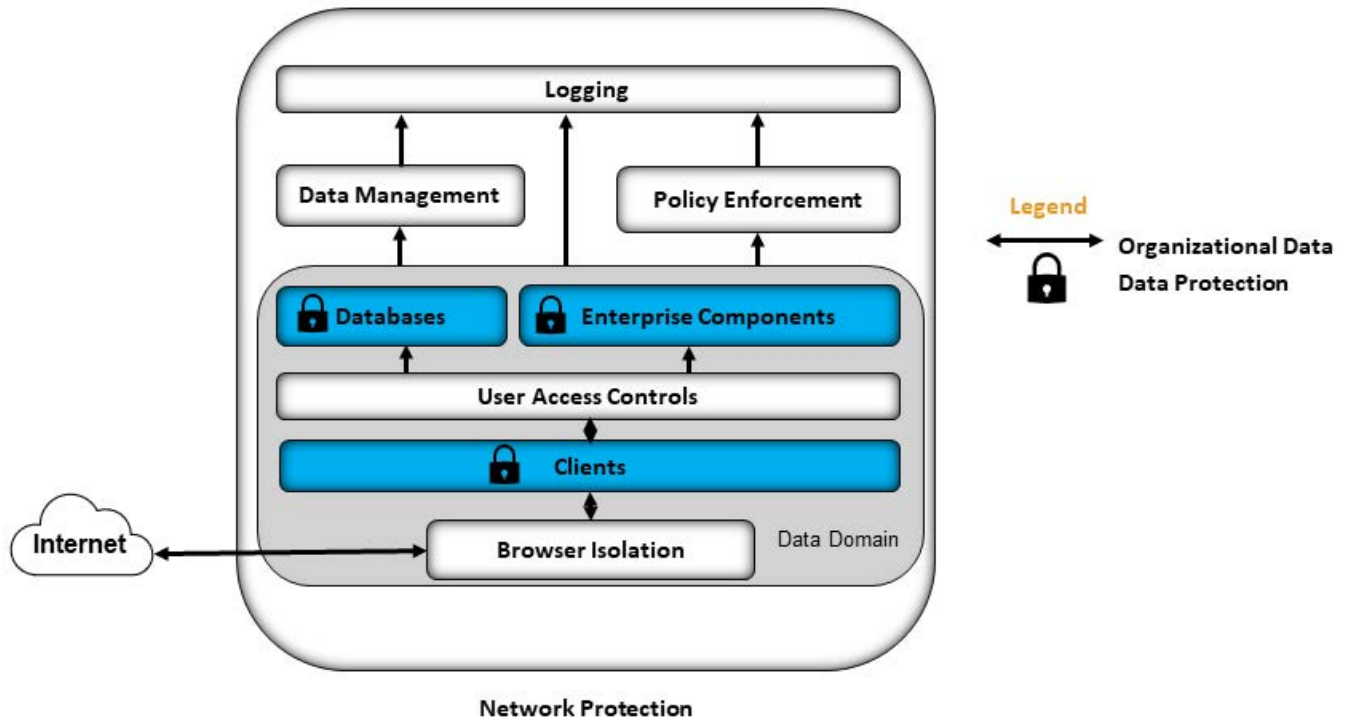 Logging
Data Management
Policy Enforcement
Legend
Organizational Data
Data Protection
Databases
Enterprise Components
User Access Controls
Clients
Internet
Browser Isolation
Data Domain
Network Protection